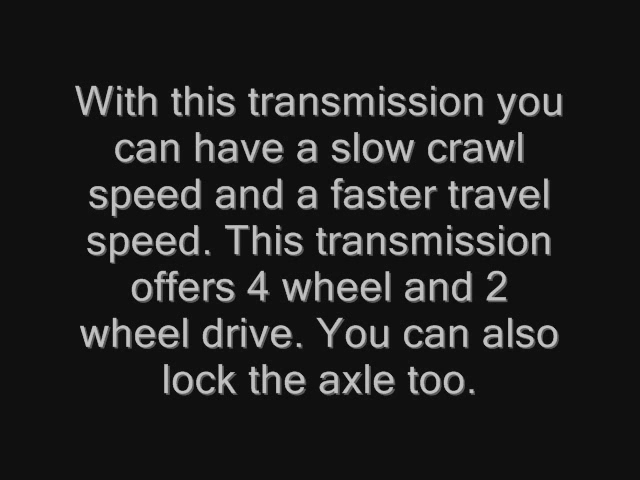 With this transmission you
can have a slow crawl
speed and a faster travel
speed. This transmission
offers 4 wheel and 2
wheel drive. You can also
lock the axle too.